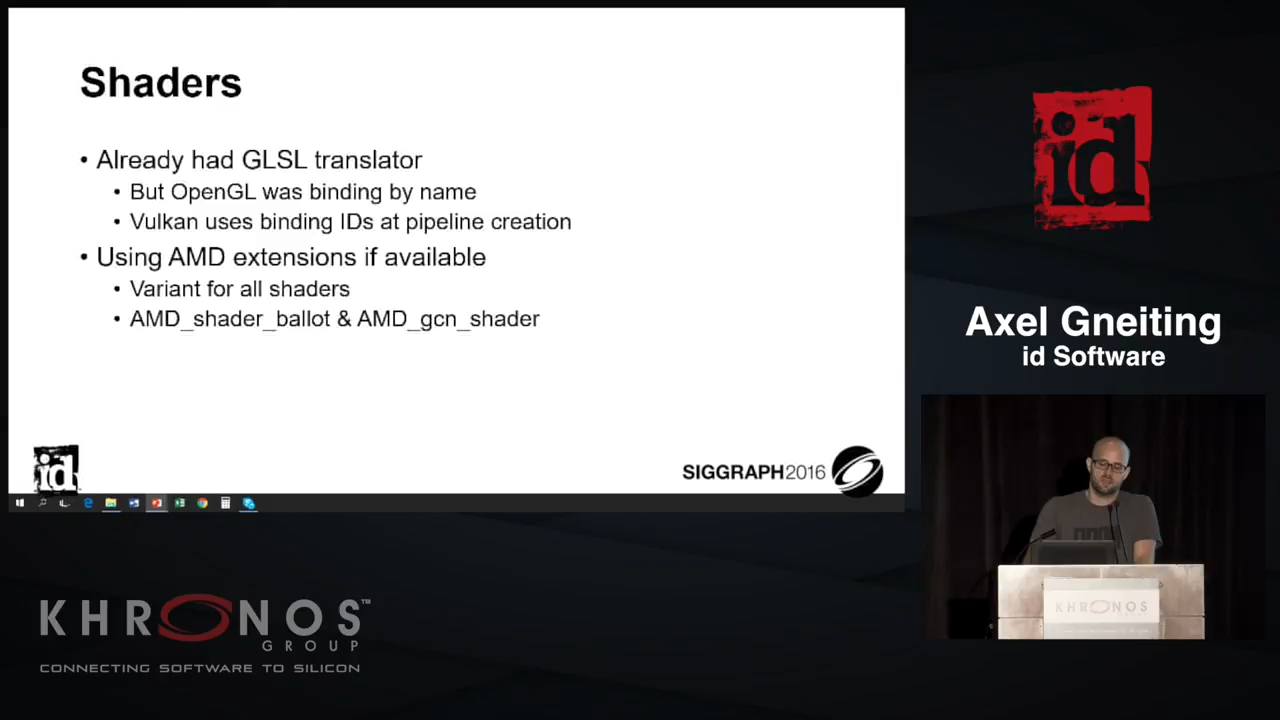 Shaders
• Already had GLSL translator
• But OpenGL was binding by name
• Vulkan uses binding IDs at pipeline creation
• Using AMD extensions if available
• Variant for all shaders
• AMD_shader_ballot & AMD_gcn_shader
id
SIGGRAPH2016
id
Axel Gneiting
id Software
KHRONOS
KHRONOS™
GROUP
CONNECTING SOFTWARE TO SILICON